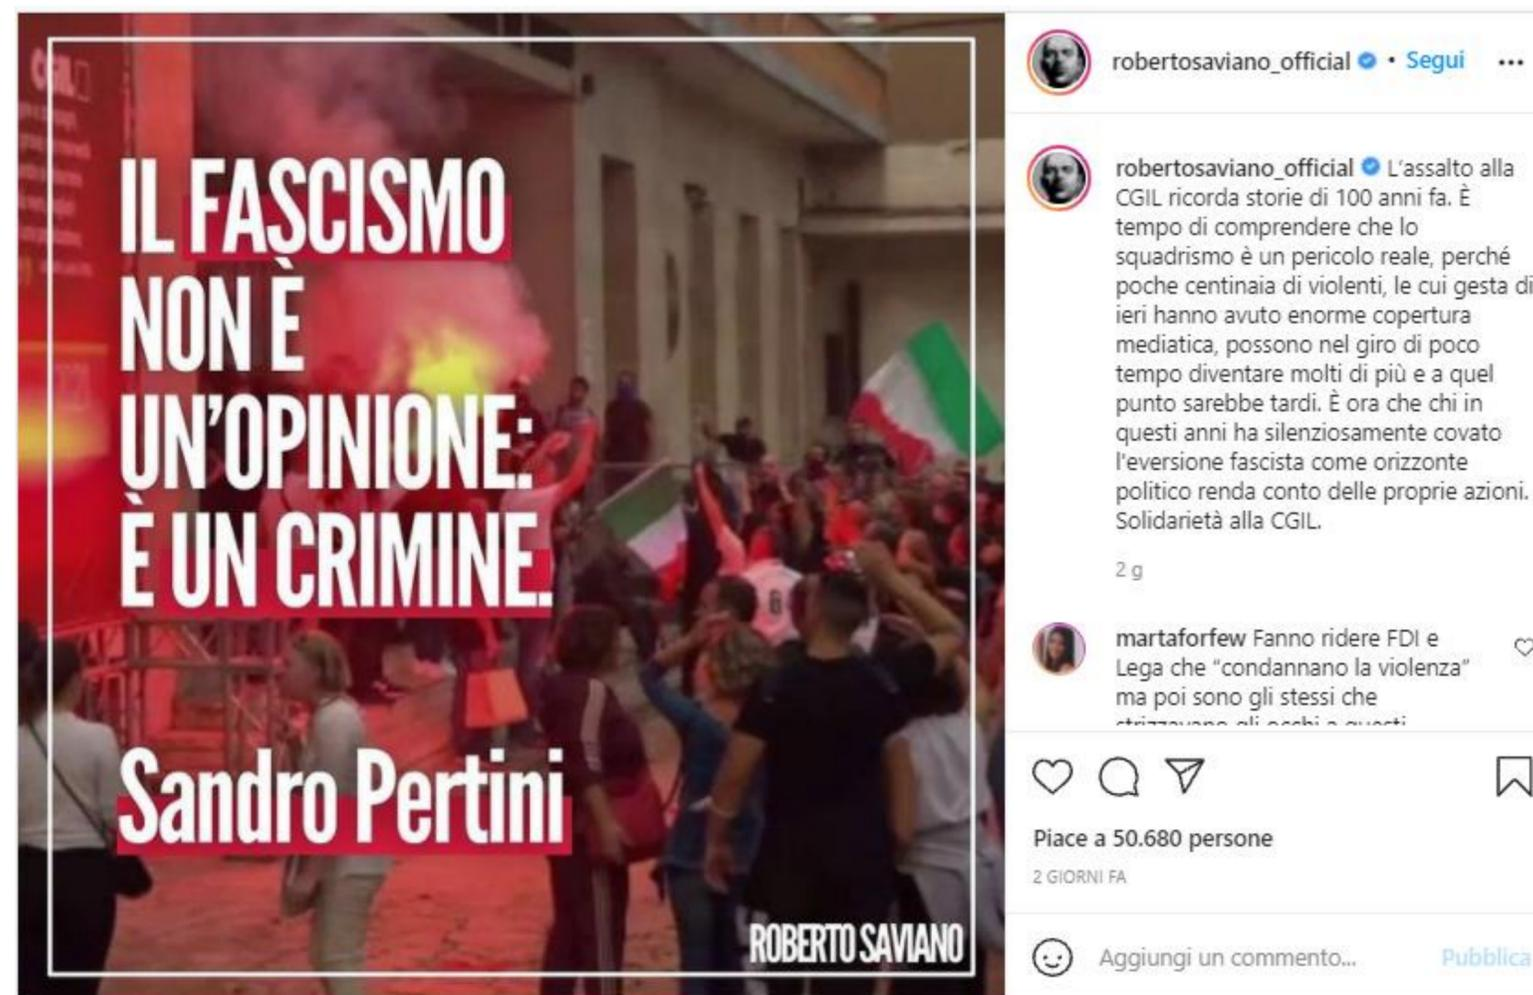 CGIL
IL FASCISMO
NON È
UN'OPINIONE:
È UN CRIMINE.
Sandro Pertini
ROBERTO SAVIANO
robertosaviano_official • Segui
robertosaviano_official L'assalto alla
CGIL ricorda storie di 100 anni fa. È
tempo di comprendere che lo
squadrismo è un pericolo reale, perché
poche centinaia di violenti, le cui gesta di
ieri hanno avuto enorme copertura
mediatica, possono nel giro di poco
tempo diventare molti di più e a quel
punto sarebbe tardi. È ora che chi in
questi anni ha silenziosamente covato
l'eversione fascista come orizzonte
politico renda conto delle proprie azioni.
Solidarietà alla CGIL.
2 g
martaforfew Fanno ridere FDI e
Lega che "condannano la violenza"
ma poi sono gli stessi che
strizzavano gli occhi a questi
Piace a 50.680 persone
2 GIORNI FA
Aggiungi un commento... Pubblica